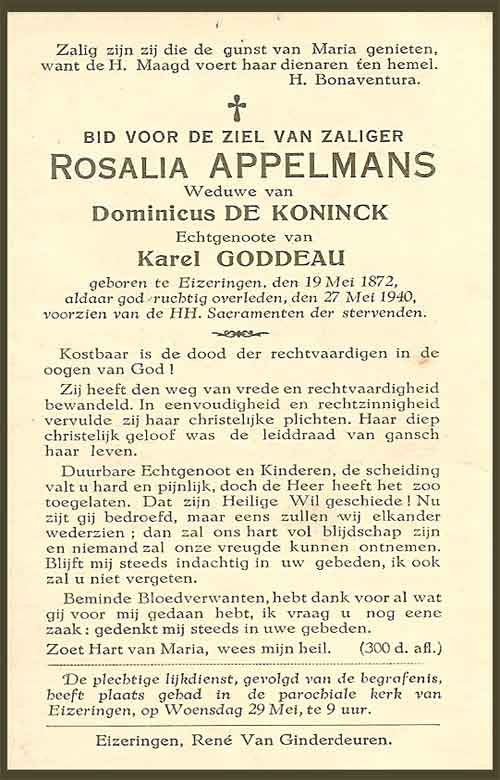 Zalig zijn zij die de gunst van Maria genieten,
want de H. Maagd voert haar dienaren ten hemel.
H. Bonaventura.
BID VOOR DE ZIEL VAN ZALIGER
ROSALIA APPELMANS
Weduwe van
Dominicus DE KONINCK
Echtgenoote van
Karel GODDEAU
geboren te Eizeringen, den 19 Mei 1872,
aldaar godvruchtig overleden, den 27 Mei 1940,
voorzien van de HH. Sacramenten der stervenden.
Kostbaar is de dood der rechtvaardigen in de
oogen van God !
Zij heeft den weg van vrede en rechtvaardigheid
bewandeld. In eenvoudigheid en rechtzinnigheid
vervulde zij haar christelijke plichten. Haar diep
christelijk geloof was de leiddraad van gansch
haar leven.
Duurbare Echtgenoot en Kinderen, de scheiding
valt u hard en pijnlijk, doch de Heer heeft het zoo
toegelaten. Dat zijn Heilige Wil geschiede ! Nu
zijt gij bedroefd, maar eens zullen wij elkander
wederzien ; dan zal ons hart vol blijdschap zijn
en niemand zal onze vreugde kunnen ontnemen.
Blijft mij steeds indachtig in uw gebeden, ik ook
zal u niet vergeten.
Beminde Bloedverwanten, hebt dank voor al wat
gij voor mij gedaan hebt, ik vraag u nog eene
zaak : gedenkt mij steeds in uwe gebeden.
Zoet Hart van Maria, wees mijn heil. (300 d. afl.)
De plechtige lijkdienst, gevolgd van de begrafenis,
heeft plaats gehad in de parochiale kerk van
Eizeringen, op Woensdag 29 Mei, te 9 uur.
Eizeringen, René Van Ginderdeuren.